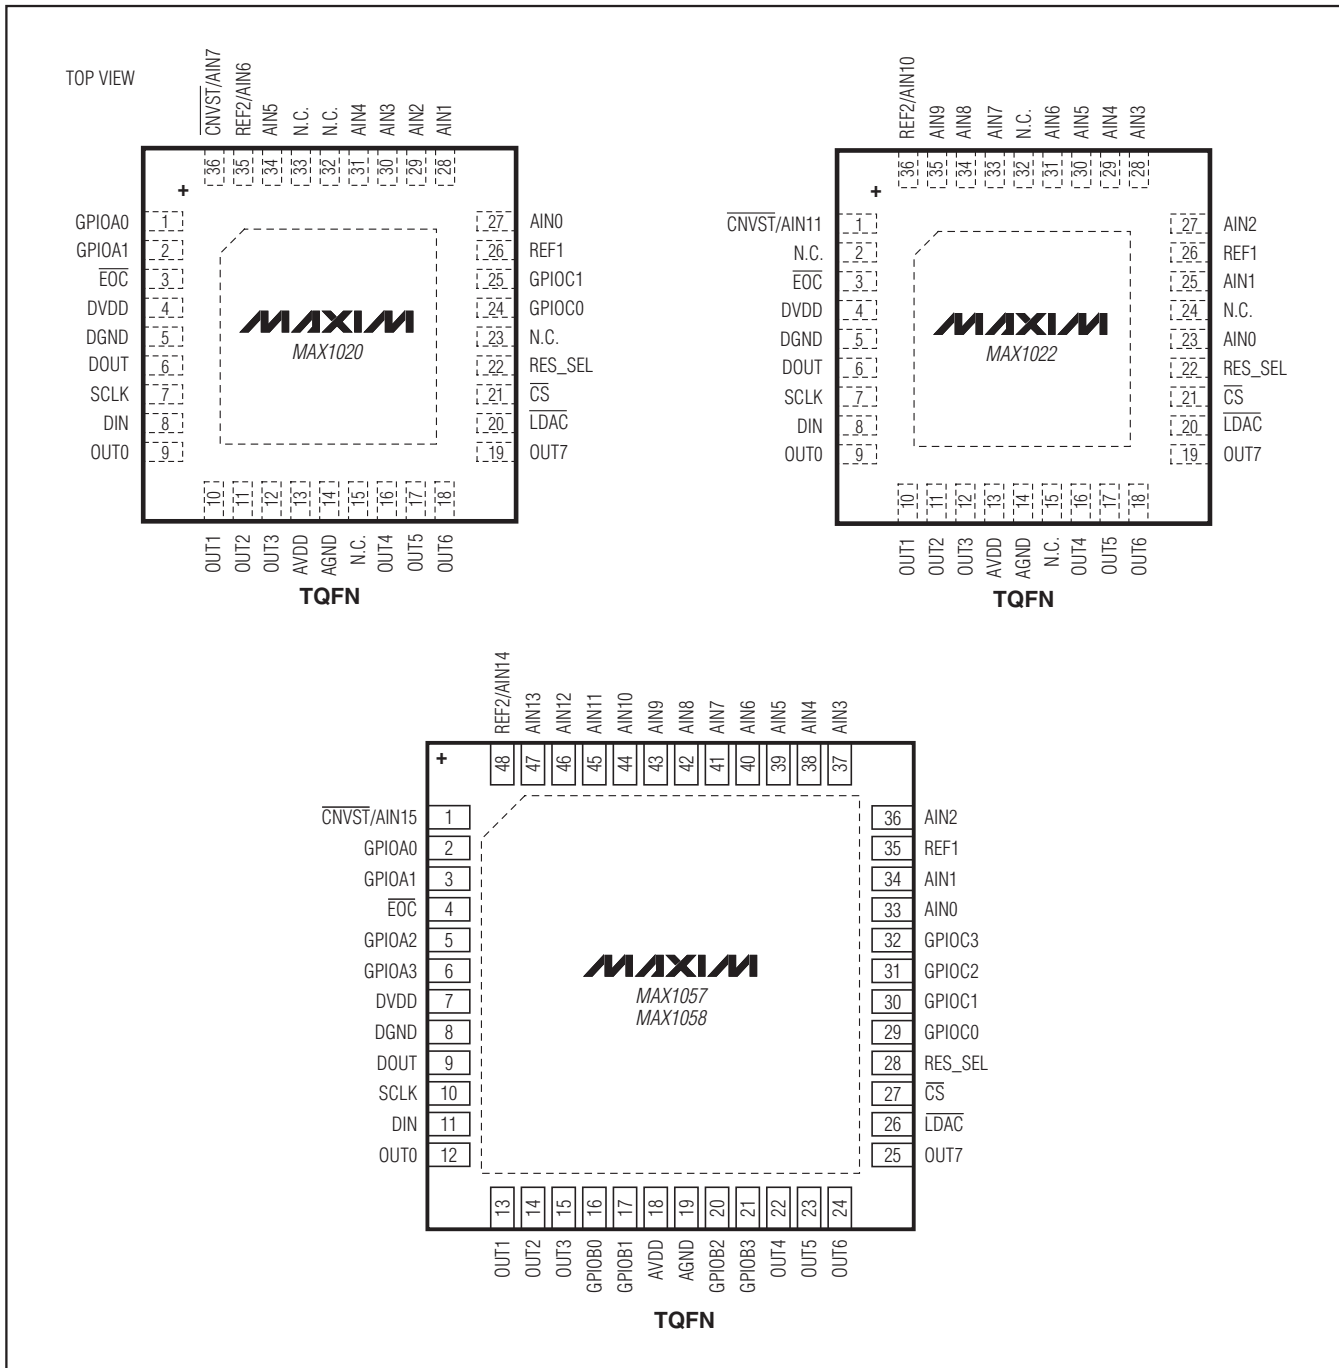 TOP VIEW
CNVST/AIN7
REF2/AIN6
AIN5
N.C.
N.C.
AIN4
AIN3
AIN2
AIN1
36 35 34 33 32 31 30 29 28
+
GPIOA0 1
GPIOA1 2
EOC 3
DVDD 4
DGND 5
DOUT 6
SCLK 7
DIN 8
OUT0 9
MAXIM
MAX1020
27 AIN0
26 REF1
25 GPIOC1
24 GPIOC0
23 N.C.
22 RES_SEL
21 CS
20 LDAC
19 OUT7
10 11 12 13 14 15 16 17 18
OUT1
OUT2
OUT3
AVDD
AGND
N.C.
OUT4
OUT5
OUT6
TQFN
REF2/AIN10
AIN9
AIN8
AIN7
N.C.
AIN6
AIN5
AIN4
AIN3
36 35 34 33 32 31 30 29 28
+
CNVST/AIN11 1
N.C. 2
EOC 3
DVDD 4
DGND 5
DOUT 6
SCLK 7
DIN 8
OUT0 9
MAXIM
MAX1022
27 AIN2
26 REF1
25 AIN1
24 N.C.
23 AIN0
22 RES_SEL
21 CS
20 LDAC
19 OUT7
10 11 12 13 14 15 16 17 18
OUT1
OUT2
OUT3
AVDD
AGND
N.C.
OUT4
OUT5
OUT6
TQFN
REF2/AIN14
AIN13
AIN12
AIN11
AIN10
AIN9
AIN8
AIN7
AIN6
AIN5
AIN4
AIN3
48 47 46 45 44 43 42 41 40 39 38 37
+
CNVST/AIN15 1
GPIOA0 2
GPIOA1 3
EOC 4
GPIOA2 5
GPIOA3 6
DVDD 7
DGND 8
DOUT 9
SCLK 10
DIN 11
OUT0 12
MAXIM
MAX1057
MAX1058
36 AIN2
35 REF1
34 AIN1
33 AIN0
32 GPIOC3
31 GPIOC2
30 GPIOC1
29 GPIOC0
28 RES_SEL
27 CS
26 LDAC
25 OUT7
13 14 15 16 17 18 19 20 21 22 23 24
OUT1
OUT2
OUT3
GPIOB0
GPIOB1
AVDD
AGND
GPIOB2
GPIOB3
OUT4
OUT5
OUT6
TQFN